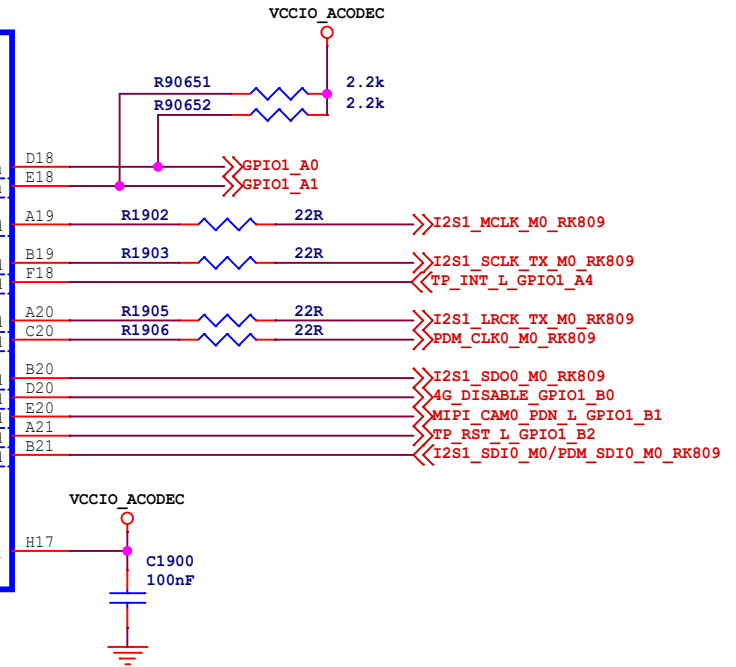 VCCIO_ACODEC
R90651 2.2k
R90652 2.2k
D18 GPIO1_A0
E18 GPIO1_A1
A19 R1902 22R I2S1_MCLK_M0_RK809
B19 R1903 22R I2S1_SCLK_TX_M0_RK809
F18 TP_INT_L_GPIO1_A4
A20 R1905 22R I2S1_LRCK_TX_M0_RK809
C20 R1906 22R PDM_CLK0_M0_RK809
B20 I2S1_SDO0_M0_RK809
D20 4G_DISABLE_GPIO1_B0
E20 MIPI_CAM0_PDN_L_GPIO1_B1
A21 TP_RST_L_GPIO1_B2
B21 I2S1_SDI0_M0/PDM_SDI0_M0_RK809
VCCIO_ACODEC
H17
C1900
100nF